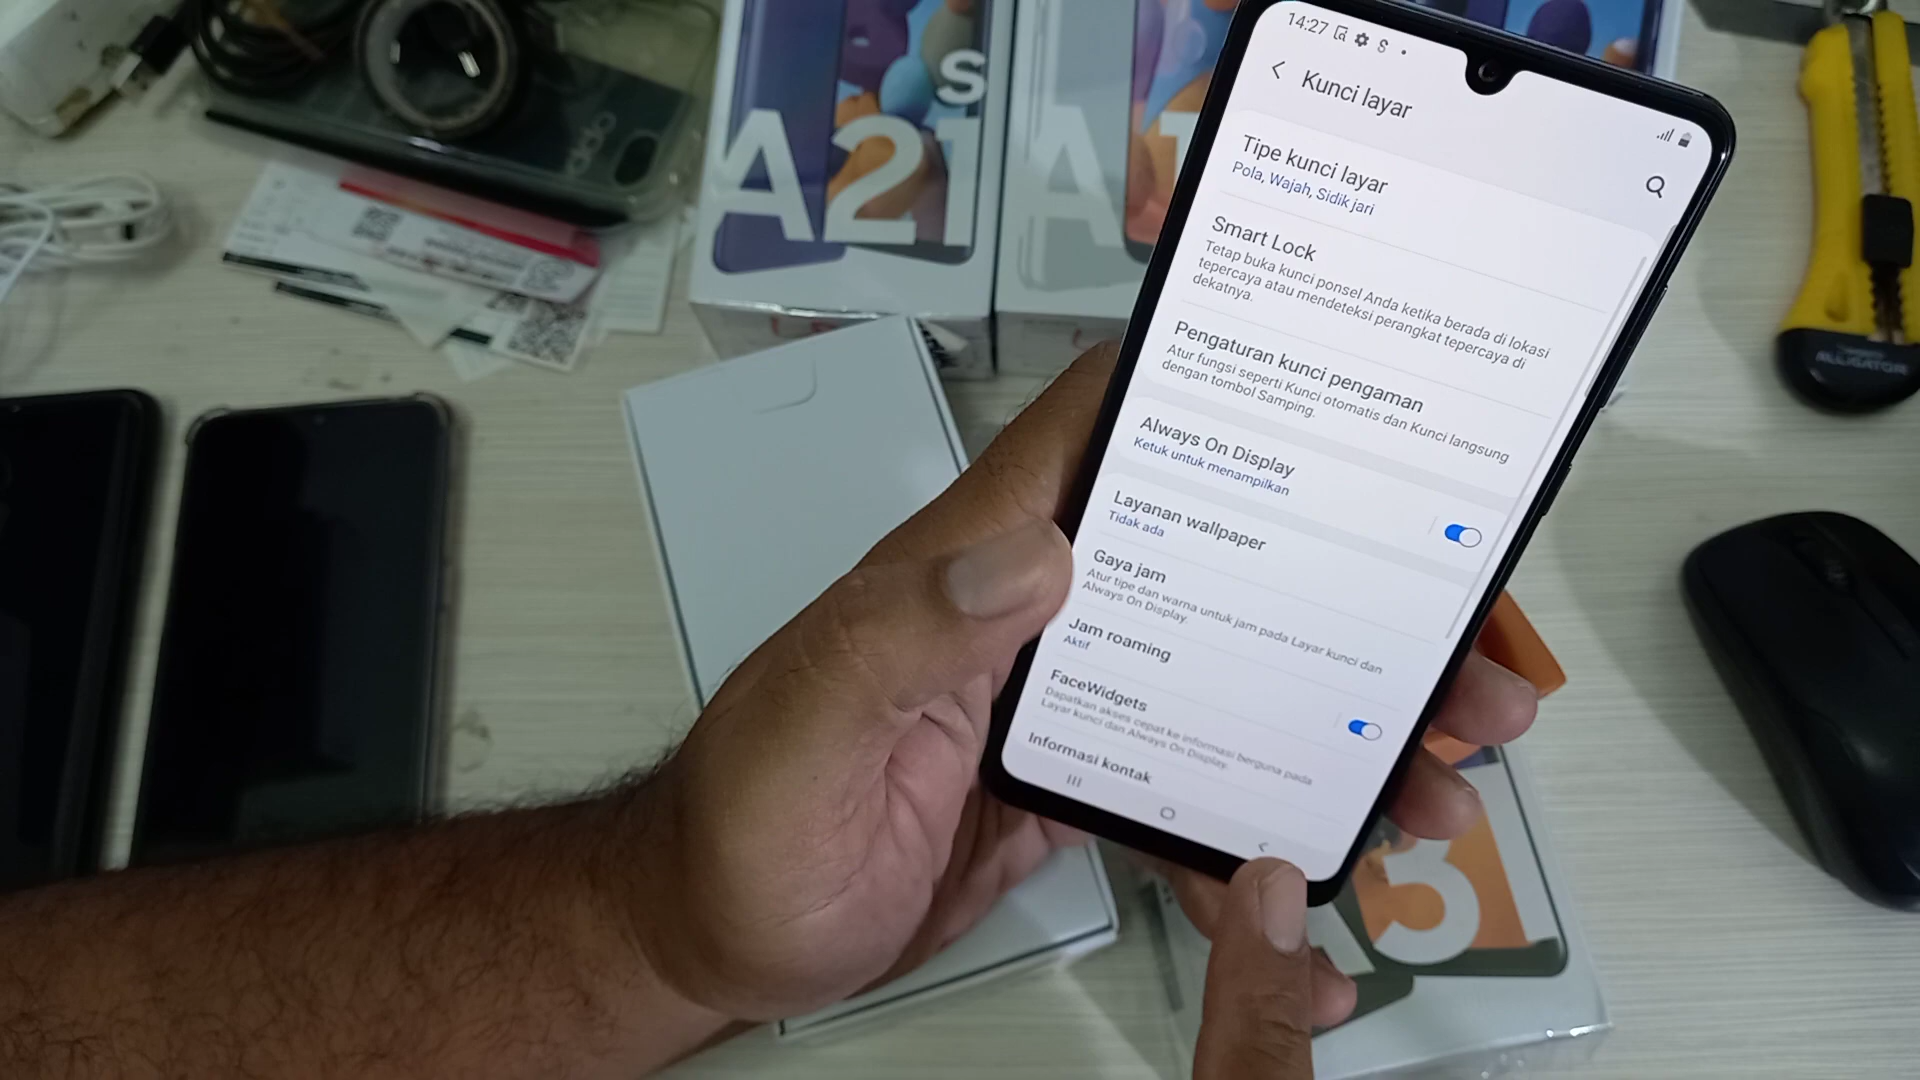 14:27
Kunci layar
Tipe kunci layar
Pola, Wajah, Sidik jari
Smart Lock
Tetap buka kunci ponsel Anda ketika berada di lokasi
tepercaya atau mendeteksi perangkat tepercaya di
dekatnya.
Pengaturan kunci pengaman
Atur fungsi seperti Kunci otomatis dan Kunci langsung
dengan tombol Samping.
Always On Display
Ketuk untuk menampilkan
Layanan wallpaper
Tidak ada
Gaya jam
Atur tipe dan warna untuk jam pada Layar kunci dan
Always On Display.
Jam roaming
Aktif
FaceWidgets
Dapatkan akses cepat ke informasi berguna pada
Layar kunci dan Always On Display.
Informasi kontak
A21
s
A1
31
oppo
ALLIGATOR